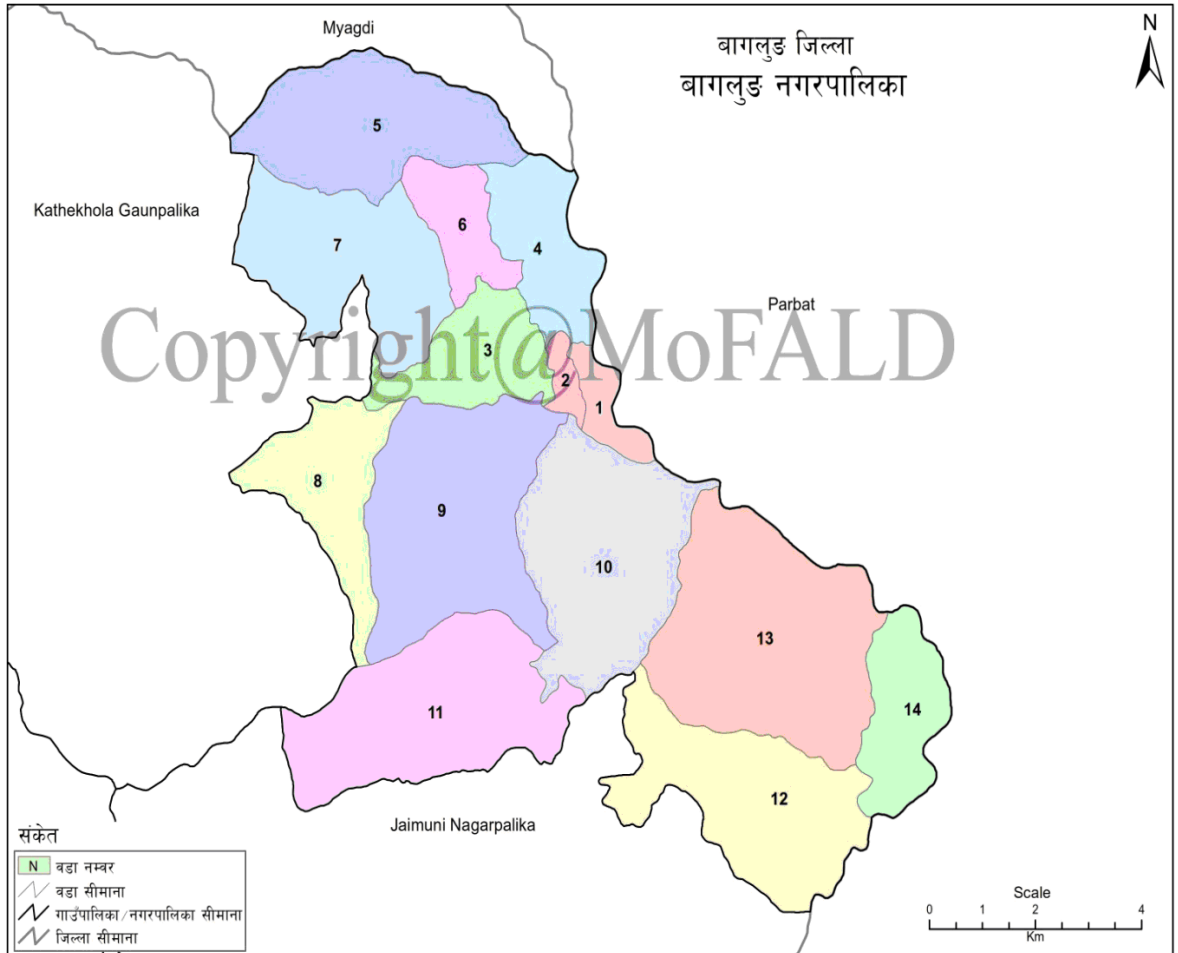 Myagdi
N
बागलुङ जिल्ला
बागलुङ नगरपालिका
5
Kathekhola Gaunpalika
6
7
4
Parbat
Copyright@MoFALD
3
2
1
8
9
10
13
14
11
12
Jaimuni Nagarpalika
संकेत
N वडा नम्वर
वडा सीमाना
गाउँपालिका/नगरपालिका सीमाना
जिल्ला सीमाना
Scale
0 1 2 4
Km